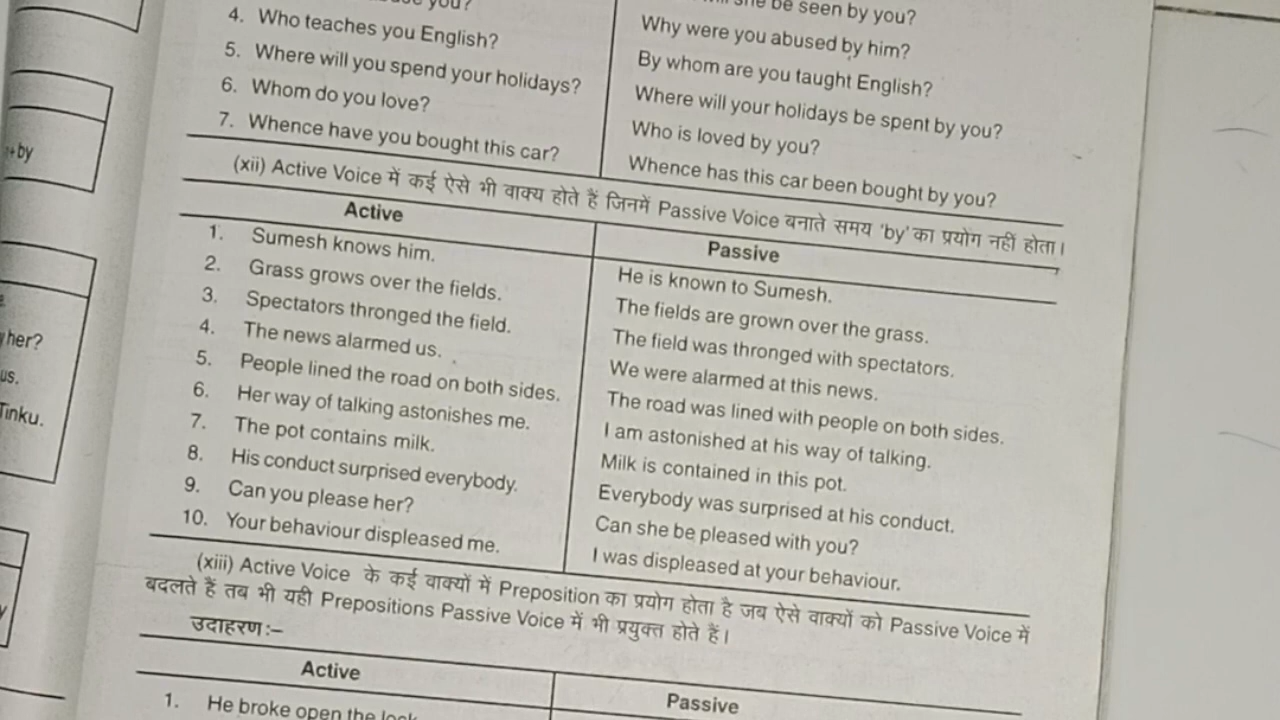 you?
be seen by you?
4. Who teaches you English?
Why were you abused by him?
5. Where will you spend your holidays?
By whom are you taught English?
6. Whom do you love?
Where will your holidays be spent by you?
7. Whence have you bought this car?
Who is loved by you?
Whence has this car been bought by you?
(xii) Active Voice में कई ऐसे भी वाक्य होते हैं जिनमें Passive Voice बनाते समय 'by' का प्रयोग नहीं होता।
Active
Passive
1. Sumesh knows him.
He is known to Sumesh.
2. Grass grows over the fields.
The fields are grown over the grass.
3. Spectators thronged the field.
The field was thronged with spectators.
4. The news alarmed us.
We were alarmed at this news.
5. People lined the road on both sides.
The road was lined with people on both sides.
6. Her way of talking astonishes me.
I am astonished at his way of talking.
7. The pot contains milk.
Milk is contained in this pot.
8. His conduct surprised everybody.
Everybody was surprised at his conduct.
9. Can you please her?
Can she be pleased with you?
10. Your behaviour displeased me.
I was displeased at your behaviour.
(xiii) Active Voice के कई वाक्यों में Preposition का प्रयोग होता है जब ऐसे वाक्यों को Passive Voice में
बदलते हैं तब भी यही Prepositions Passive Voice में भी प्रयुक्त होते हैं।
उदाहरण:–
Active
Passive
1. He broke open the lock
+by
her?
us.
Tinku.